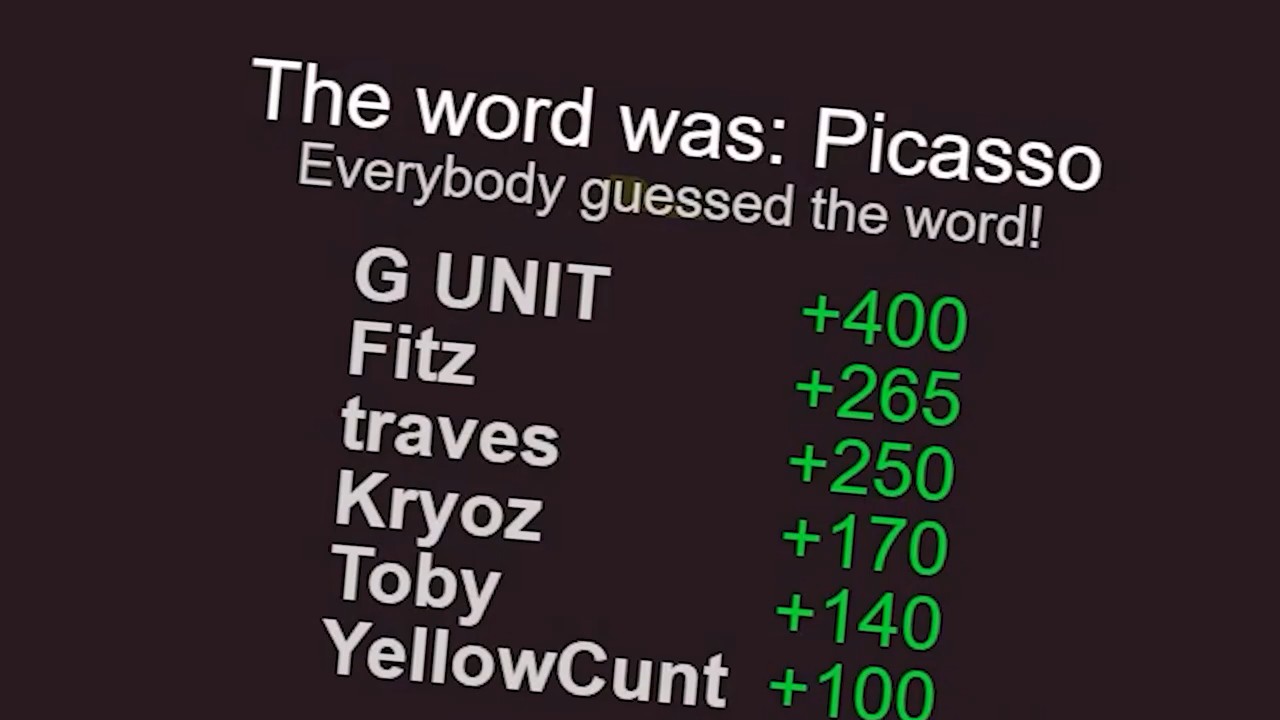 The word was: Picasso
Everybody guessed the word!
G UNIT +400
Fitz +265
traves +250
Kryoz +170
Toby +140
YellowCunt +100